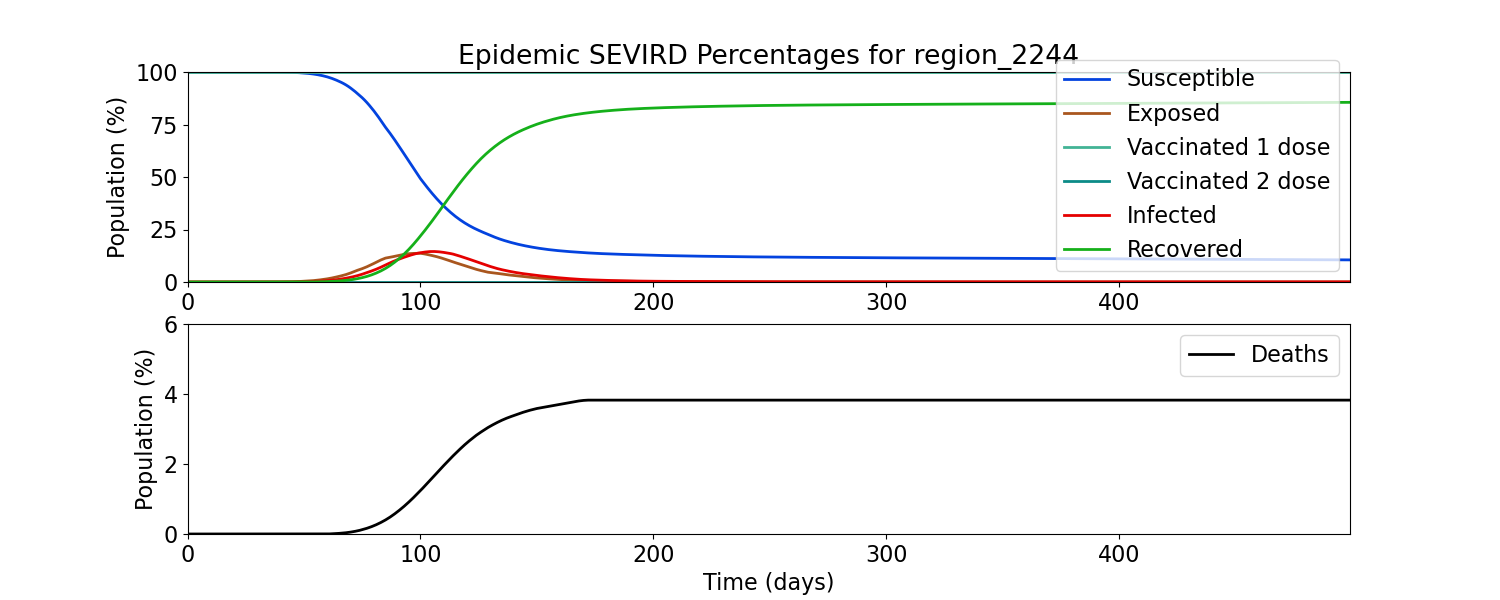 Epidemic SEVIRD Percentages for region_2244
Population (%)
100
75
50
25
0
0 100 200 300 400
Susceptible
Exposed
Vaccinated 1 dose
Vaccinated 2 dose
Infected
Recovered
Population (%)
6
4
2
0
0 100 200 300 400
Deaths
Time (days)